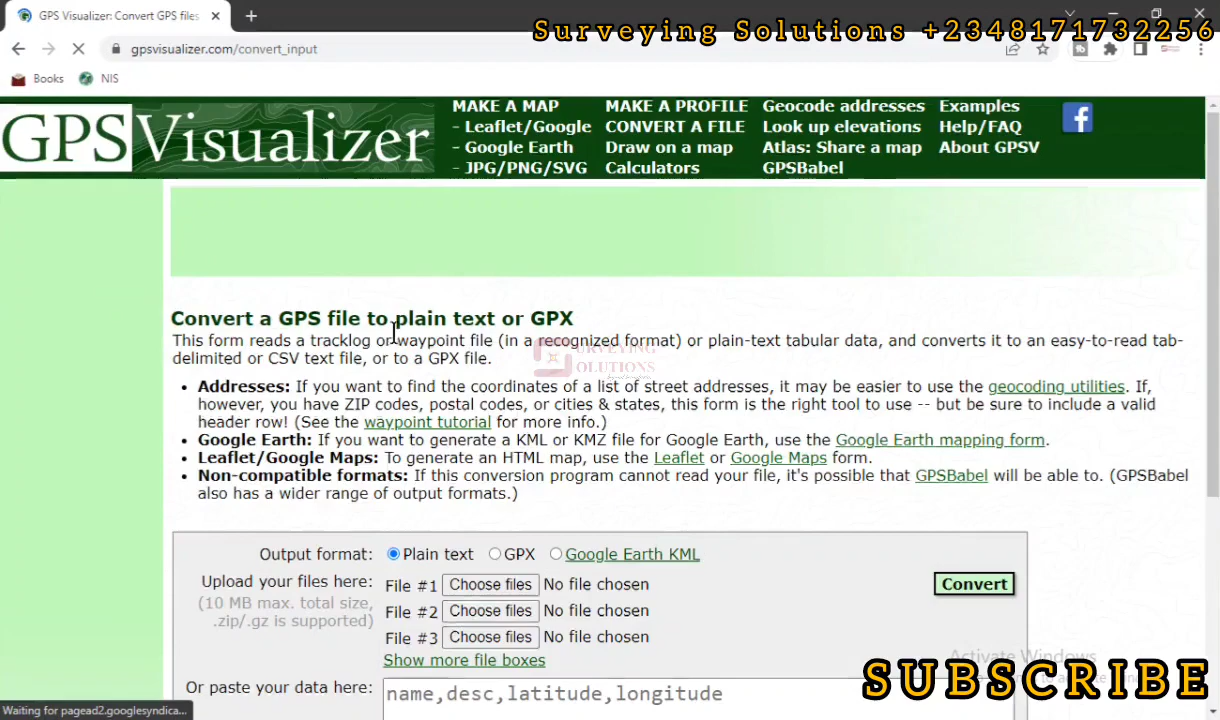 GPS Visualizer: Convert GPS files
Surveying Solutions +2348171732256
gpsvisualizer.com/convert_input
Books
NIS
GPSVisualizer
MAKE A MAP
- Leaflet/Google
- Google Earth
- JPG/PNG/SVG
MAKE A PROFILE
CONVERT A FILE
Draw on a map
Calculators
Geocode addresses
Look up elevations
Atlas: Share a map
GPSBabel
Examples
Help/FAQ
About GPSV
Convert a GPS file to plain text or GPX
This form reads a tracklog or waypoint file (in a recognized format) or plain-text tabular data, and converts it to an easy-to-read tab-
delimited or CSV text file, or to a GPX file.
SURVEYING
SOLUTIONS
• Addresses: If you want to find the coordinates of a list of street addresses, it may be easier to use the geocoding utilities. If,
however, you have ZIP codes, postal codes, or cities & states, this form is the right tool to use -- but be sure to include a valid
header row! (See the waypoint tutorial for more info.)
• Google Earth: If you want to generate a KML or KMZ file for Google Earth, use the Google Earth mapping form.
• Leaflet/Google Maps: To generate an HTML map, use the Leaflet or Google Maps form.
• Non-compatible formats: If this conversion program cannot read your file, it's possible that GPSBabel will be able to. (GPSBabel
also has a wider range of output formats.)
Output format: Plain text GPX Google Earth KML
Upload your files here:
(10 MB max. total size,
.zip/.gz is supported)
File #1 Choose files No file chosen
File #2 Choose files No file chosen
File #3 Choose files No file chosen
Show more file boxes
Convert
Or paste your data here:
name,desc,latitude,longitude
Activate Windows
SUBSCRIBE
Waiting for pagead2.googlesyndica...